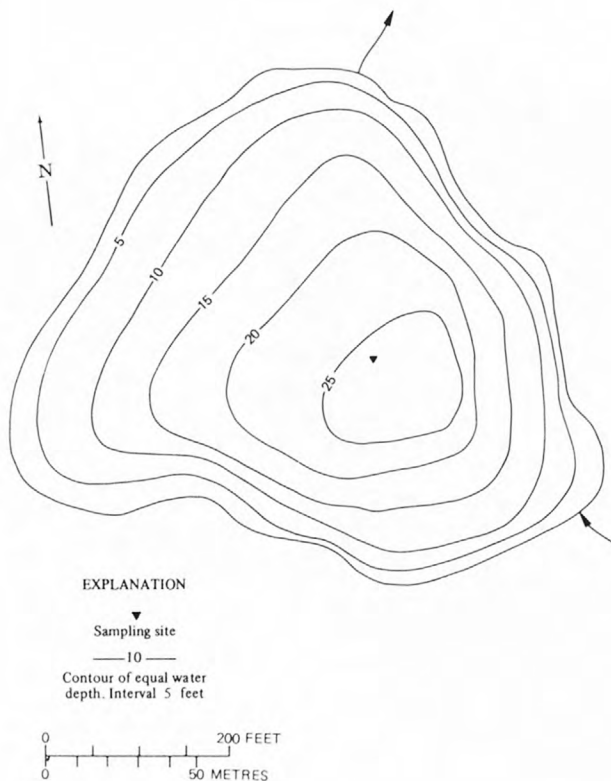 N
5
10
15
20
25
EXPLANATION
Sampling site
10
Contour of equal water
depth. Interval 5 feet
0 200 FEET
0 50 METRES